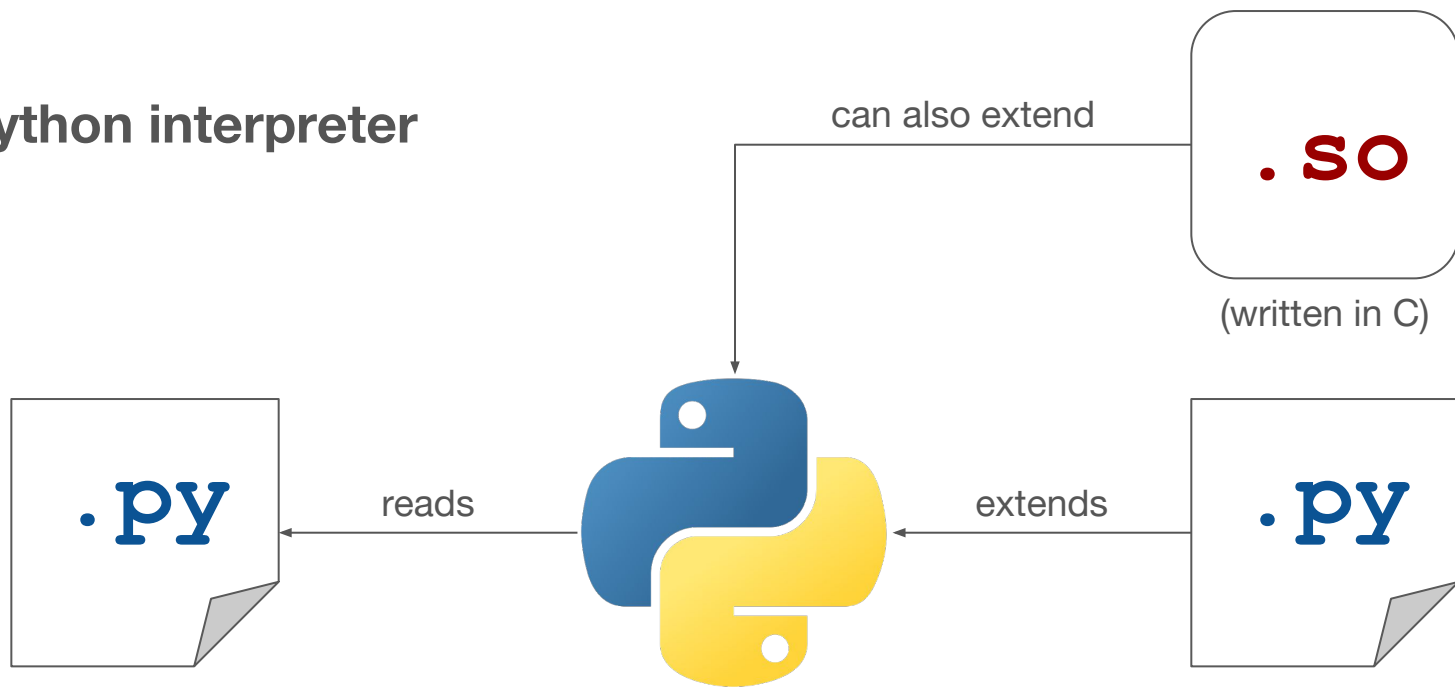 ython interpreter
can also extend
.so
(written in C)
.py
reads
extends
.py